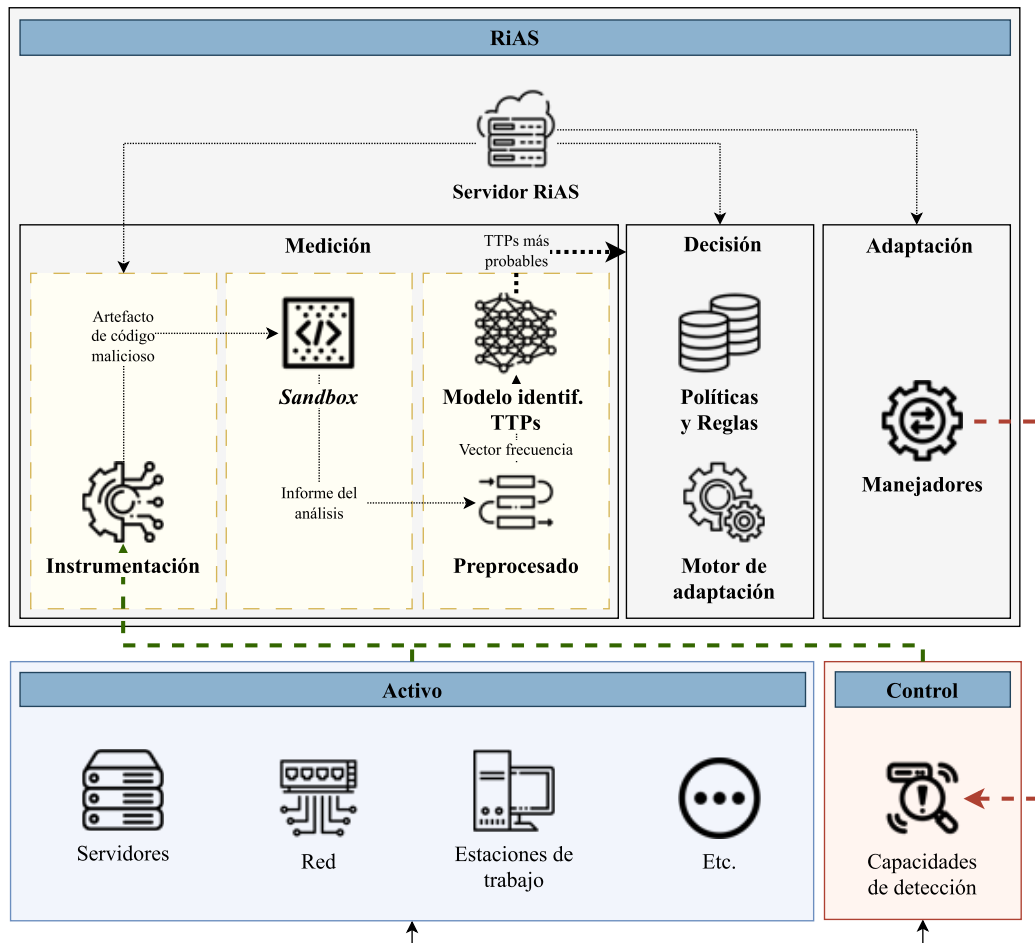 RiAS
Servidor RiAS
Medición
TTPs más
probables
Decisión
Adaptación
Artefacto
de código
malicioso
Sandbox
Modelo identif.
TTPs
Políticas
y Reglas
Vector frecuencia
Manejadores
Informe del
análisis
Instrumentación
Preprocesado
Motor de
adaptación
Activo
Control
Servidores
Red
Estaciones de
trabajo
Etc.
Capacidades
de detección